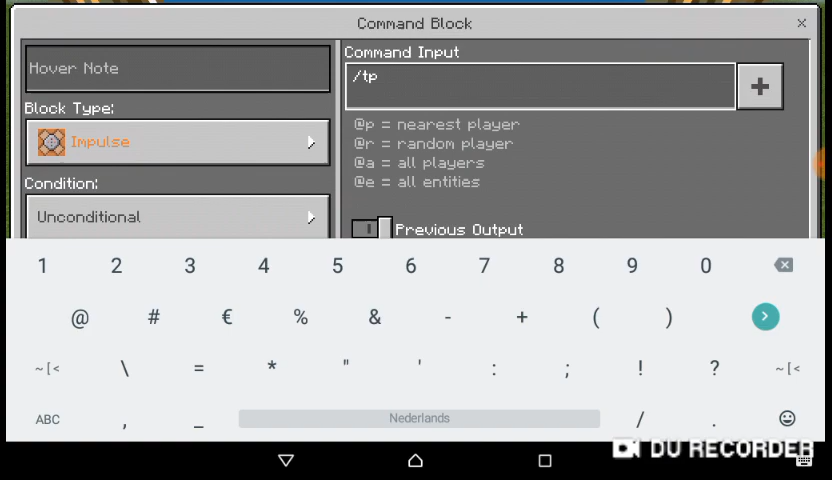 Command Block
×
Hover Note
Block Type:
Impulse
Condition:
Unconditional
Command Input
/tp
+
@p = nearest player
@r = random player
@a = all players
@e = all entities
Previous Output
1 2 3 4 5 6 7 8 9 0
@ # € % & - + ( )
~[< \ = * " ' : ; ! ? ~[<
ABC , _ Nederlands / .
DU RECORDER